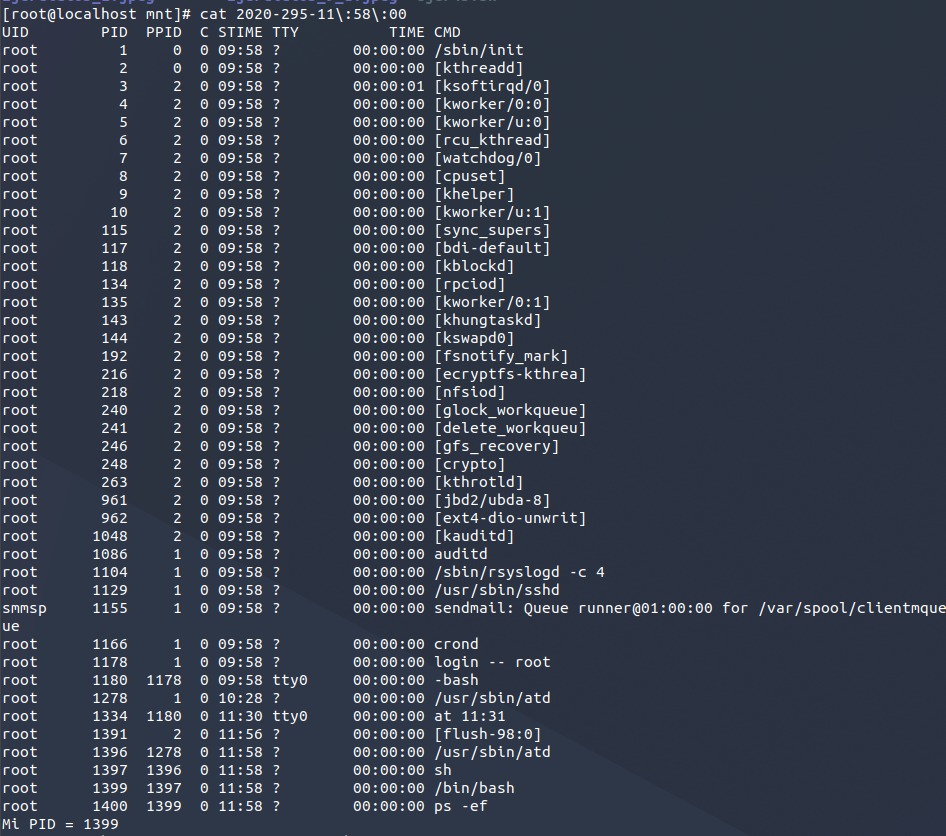 [root@localhost mnt]# cat 2020-295-11\:58\:00
UID        PID  PPID  C STIME TTY          TIME CMD
root         1     0  0 09:58 ?        00:00:00 /sbin/init
root         2     0  0 09:58 ?        00:00:00 [kthreadd]
root         3     2  0 09:58 ?        00:00:01 [ksoftirqd/0]
root         4     2  0 09:58 ?        00:00:00 [kworker/0:0]
root         5     2  0 09:58 ?        00:00:00 [kworker/u:0]
root         6     2  0 09:58 ?        00:00:00 [rcu_kthread]
root         7     2  0 09:58 ?        00:00:00 [watchdog/0]
root         8     2  0 09:58 ?        00:00:00 [cpuset]
root         9     2  0 09:58 ?        00:00:00 [khelper]
root        10     2  0 09:58 ?        00:00:00 [kworker/u:1]
root       115     2  0 09:58 ?        00:00:00 [sync_supers]
root       117     2  0 09:58 ?        00:00:00 [bdi-default]
root       118     2  0 09:58 ?        00:00:00 [kblockd]
root       134     2  0 09:58 ?        00:00:00 [rpciod]
root       135     2  0 09:58 ?        00:00:00 [kworker/0:1]
root       143     2  0 09:58 ?        00:00:00 [khungtaskd]
root       144     2  0 09:58 ?        00:00:00 [kswapd0]
root       192     2  0 09:58 ?        00:00:00 [fsnotify_mark]
root       216     2  0 09:58 ?        00:00:00 [ecryptfs-kthrea]
root       218     2  0 09:58 ?        00:00:00 [nfsiod]
root       240     2  0 09:58 ?        00:00:00 [glock_workqueue]
root       241     2  0 09:58 ?        00:00:00 [delete_workqueu]
root       246     2  0 09:58 ?        00:00:00 [gfs_recovery]
root       248     2  0 09:58 ?        00:00:00 [crypto]
root       263     2  0 09:58 ?        00:00:00 [kthrotld]
root       961     2  0 09:58 ?        00:00:00 [jbd2/ubda-8]
root       962     2  0 09:58 ?        00:00:00 [ext4-dio-unwrit]
root      1048     2  0 09:58 ?        00:00:00 [kauditd]
root      1086     1  0 09:58 ?        00:00:00 auditd
root      1104     1  0 09:58 ?        00:00:00 /sbin/rsyslogd -c 4
root      1129     1  0 09:58 ?        00:00:00 /usr/sbin/sshd
smmsp     1155     1  0 09:58 ?        00:00:00 sendmail: Queue runner@01:00:00 for /var/spool/clientmque
ue
root      1166     1  0 09:58 ?        00:00:00 crond
root      1178     1  0 09:58 ?        00:00:00 login -- root
root      1180  1178  0 09:58 tty0     00:00:00 -bash
root      1278     1  0 10:28 ?        00:00:00 /usr/sbin/atd
root      1334  1180  0 11:30 tty0     00:00:00 at 11:31
root      1391     2  0 11:56 ?        00:00:00 [flush-98:0]
root      1396  1278  0 11:58 ?        00:00:00 /usr/sbin/atd
root      1397  1396  0 11:58 ?        00:00:00 sh
root      1399  1397  0 11:58 ?        00:00:00 /bin/bash
root      1400  1399  0 11:58 ?        00:00:00 ps -ef
Mi PID = 1399